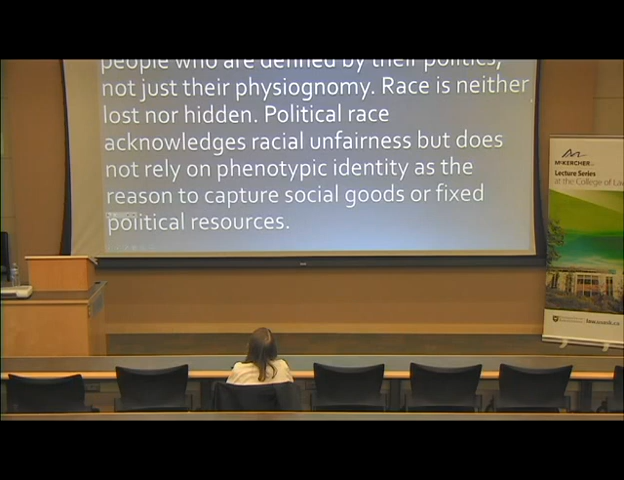 people who are defined by their politics,
not just their physiognomy. Race is neither
lost nor hidden. Political race
acknowledges racial unfairness but does
not rely on phenotypic identity as the
reason to capture social goods or fixed
political resources.
McKERCHER
Lecture Series
at the College of Law